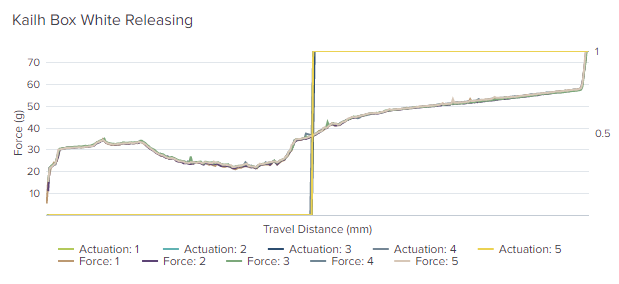 Kailh Box White Releasing
70
60
50
40
30
20
10
Force (g)
1
0.5
Travel Distance (mm)
Actuation: 1 Actuation: 2 Actuation: 3 Actuation: 4 Actuation: 5
Force: 1 Force: 2 Force: 3 Force: 4 Force: 5